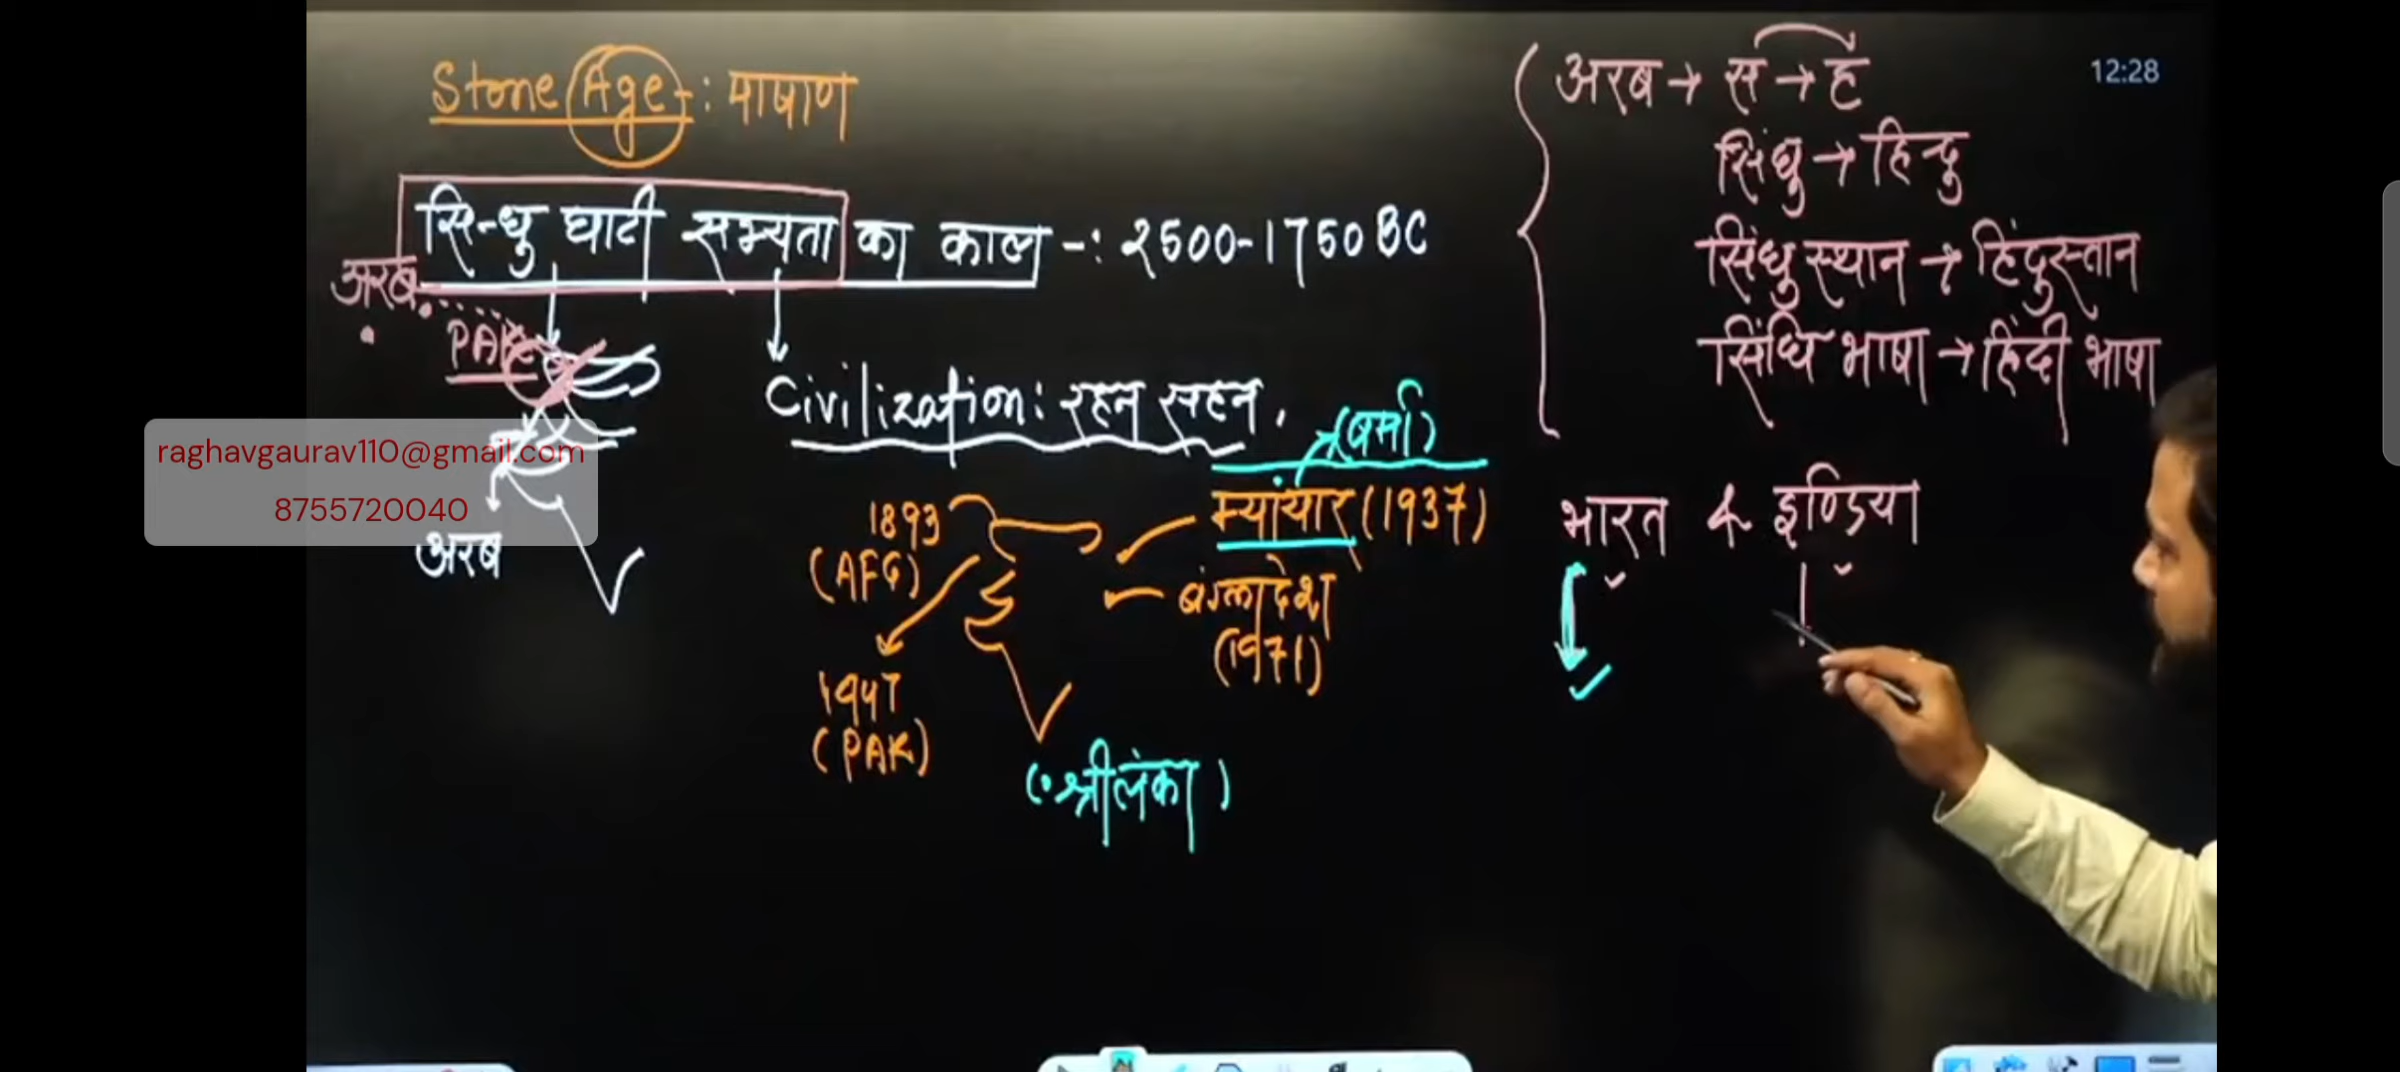 Stone Age -: पाषाण
सिन्धु घाटी सभ्यता का काल -: 2500-1750 BC
अरब
PAK
Civilization: रहन सहन.
raghavgaurav110@gmail.com
8755720040
अरब
(बर्मा)
म्यांमार (1937)
1893
(AFG)
बंग्लादेश
(1971)
1947
(PAK)
(श्रीलंका)
12:28
अरब → स → ह
सिंधु → हिन्दु
सिंधु स्थान → हिंदुस्तान
सिंधि भाषा → हिंदी भाषा
भारत & इण्डिया